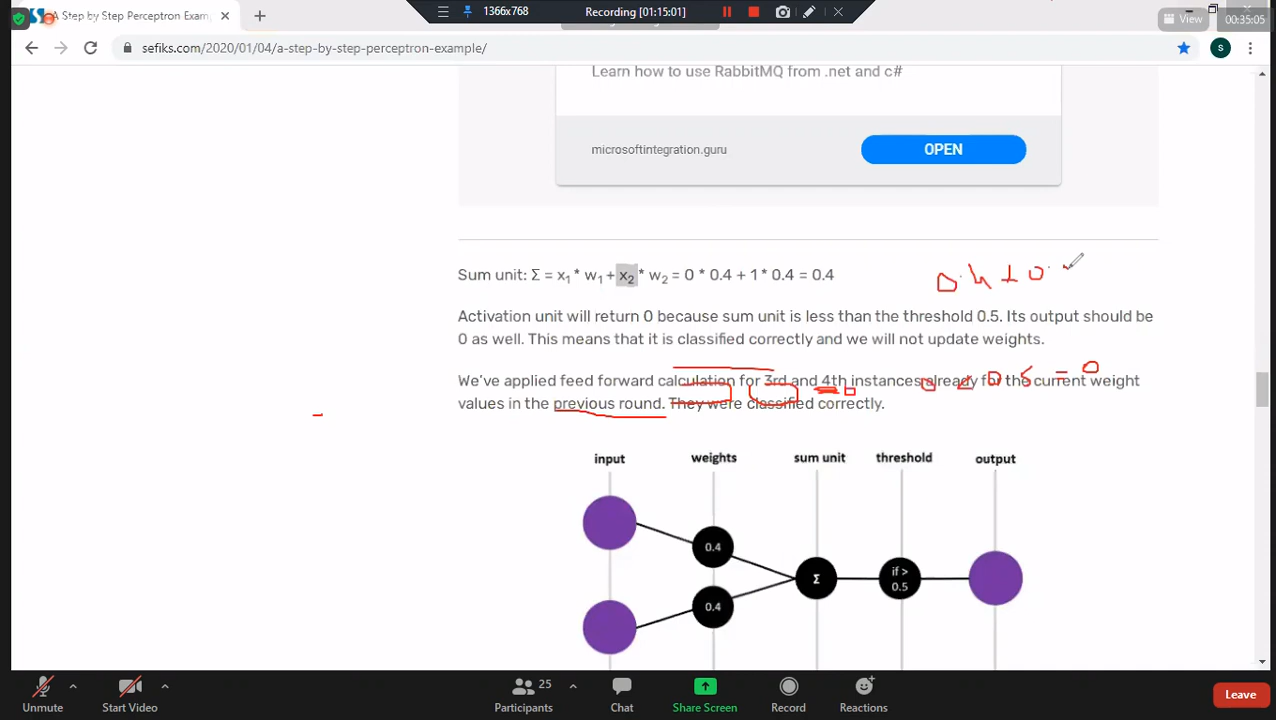 A Step by Step Perceptron Exam
1366x768
Recording [01:15:01]
View
00:35:05
sefiks.com/2020/01/04/a-step-by-step-perceptron-example/
S
Learn how to use RabbitMQ from .net and c#
microsoftintegration.guru
OPEN
Sum unit: Σ = x₁ * w₁ + x₂ * w₂ = 0 * 0.4 + 1 * 0.4 = 0.4
0.4 + 0.
Activation unit will return 0 because sum unit is less than the threshold 0.5. Its output should be
0 as well. This means that it is classified correctly and we will not update weights.
We've applied feed forward calculation for 3rd and 4th instances already for the current weight
values in the previous round. They were classified correctly.
0 < 0.5 = 0
input
weights
sum unit
threshold
output
0.4
Σ
if >
0.5
0.4
Unmute
Start Video
25
Participants
Chat
Share Screen
Record
Reactions
Leave